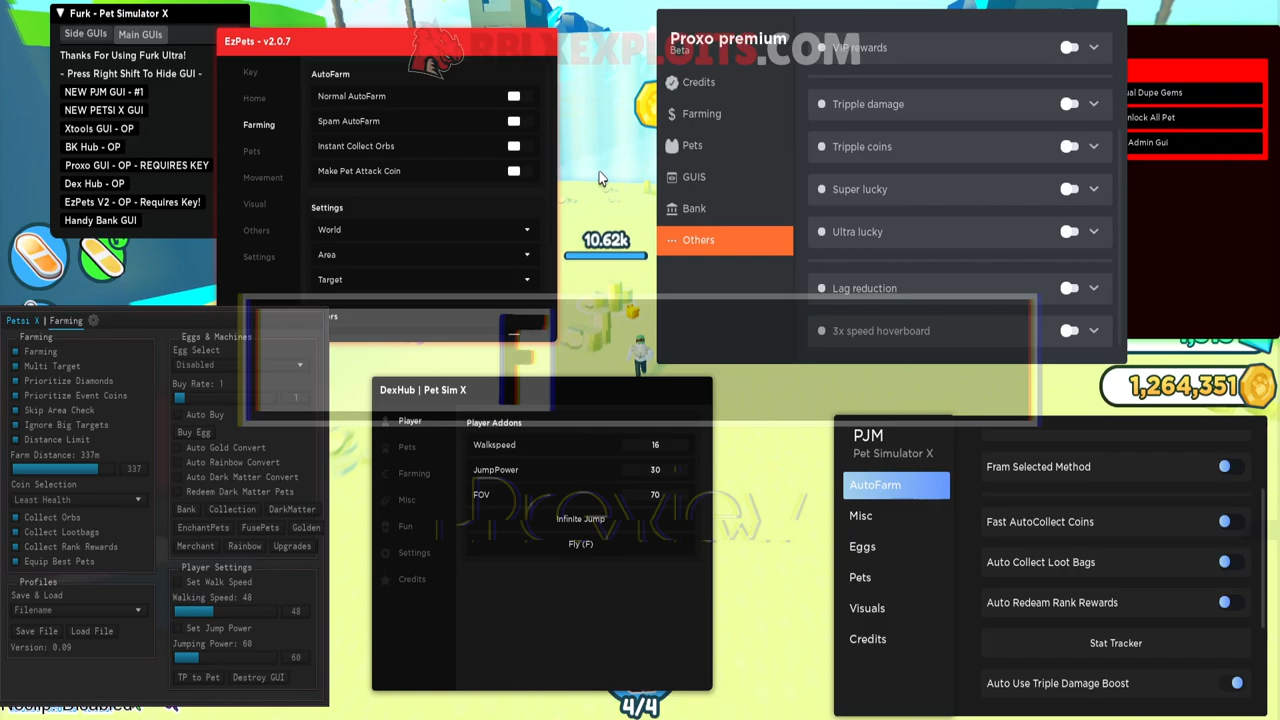 Furk - Pet Simulator X
Side GUIs
Main GUIs
Thanks For Using Furk Ultra!
- Press Right Shift To Hide GUI -
NEW PJM GUI - #1
NEW PETSI X GUI
Xtools GUI - OP
BK Hub - OP
Proxo GUI - OP - REQUIRES KEY
Dex Hub - OP
EzPets V2 - OP - Requires Key!
Handy Bank GUI
EzPets - v2.0.7
Key
Home
Farming
Pets
Movement
Visual
Others
Settings
AutoFarm
Normal AutoFarm
Spam AutoFarm
Instant Collect Orbs
Make Pet Attack Coin
Settings
World
Area
Target
RBLXEXPLOITS.COM
10.62k
Proxo premium
Beta
Credits
Farming
Pets
GUIS
Bank
Others
VIP rewards
Tripple damage
Tripple coins
Super lucky
Ultra lucky
Lag reduction
3x speed hoverboard
Dupe Gems
Pet
Admin Gui
1,264,351
Petsi X | Farming
Farming
Farming
Multi Target
Prioritize Diamonds
Prioritize Event Coins
Skip Area Check
Ignore Big Targets
Distance Limit
Farm Distance: 337m
337
Coin Selection
Least Health
Collect Orbs
Collect Lootbags
Collect Rank Rewards
Equip Best Pets
Profiles
Save & Load
Filename
Save File
Load File
Version: 0.09
Eggs & Machines
Egg Select
Disabled
Buy Rate: 1
1
Auto Buy
Buy Egg
Auto Gold Convert
Auto Rainbow Convert
Auto Dark Matter Convert
Redeem Dark Matter Pets
Bank
Collection
DarkMatter
EnchantPets
FusePets
Golden
Merchant
Rainbow
Upgrades
Player Settings
Set Walk Speed
Walking Speed: 48
48
Set Jump Power
Jumping Power: 60
60
TP to Pet
Destroy GUI
F
DexHub | Pet Sim X
Player
Pets
Farming
Misc
Fun
Settings
Credits
Player Addons
Walkspeed
16
JumpPower
30
FOV
70
Infinite Jump
Fly (F)
Preview
PJM
Pet Simulator X
AutoFarm
Misc
Eggs
Pets
Visuals
Credits
Fram Selected Method
Fast AutoCollect Coins
Auto Collect Loot Bags
Auto Redeam Rank Rewards
Stat Tracker
Auto Use Triple Damage Boost
4/4